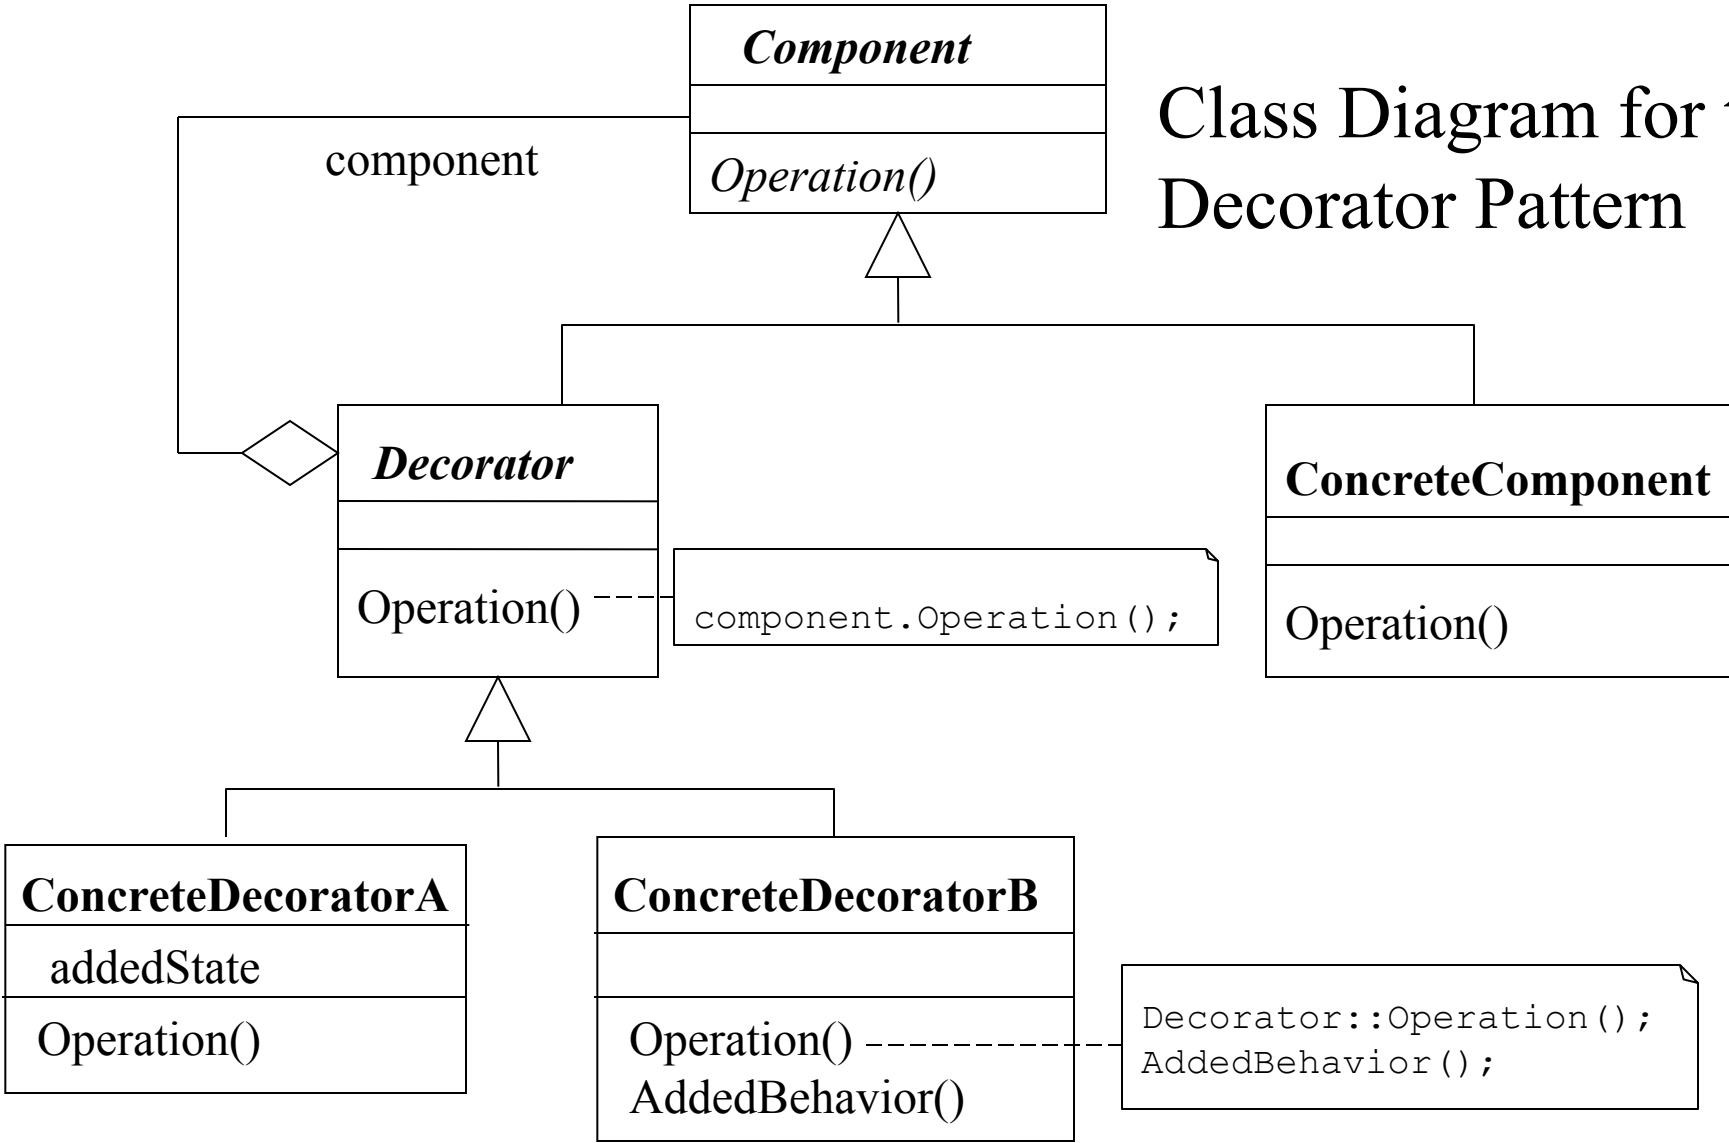 Component
Class Diagram for
Decorator Pattern
component
Operation()
Decorator
ConcreteComponent
Operation()
component.Operation();
Operation()
ConcreteDecoratorA
ConcreteDecoratorB
addedState
Operation()
Operation()
AddedBehavior()
Decorator::Operation();
AddedBehavior();